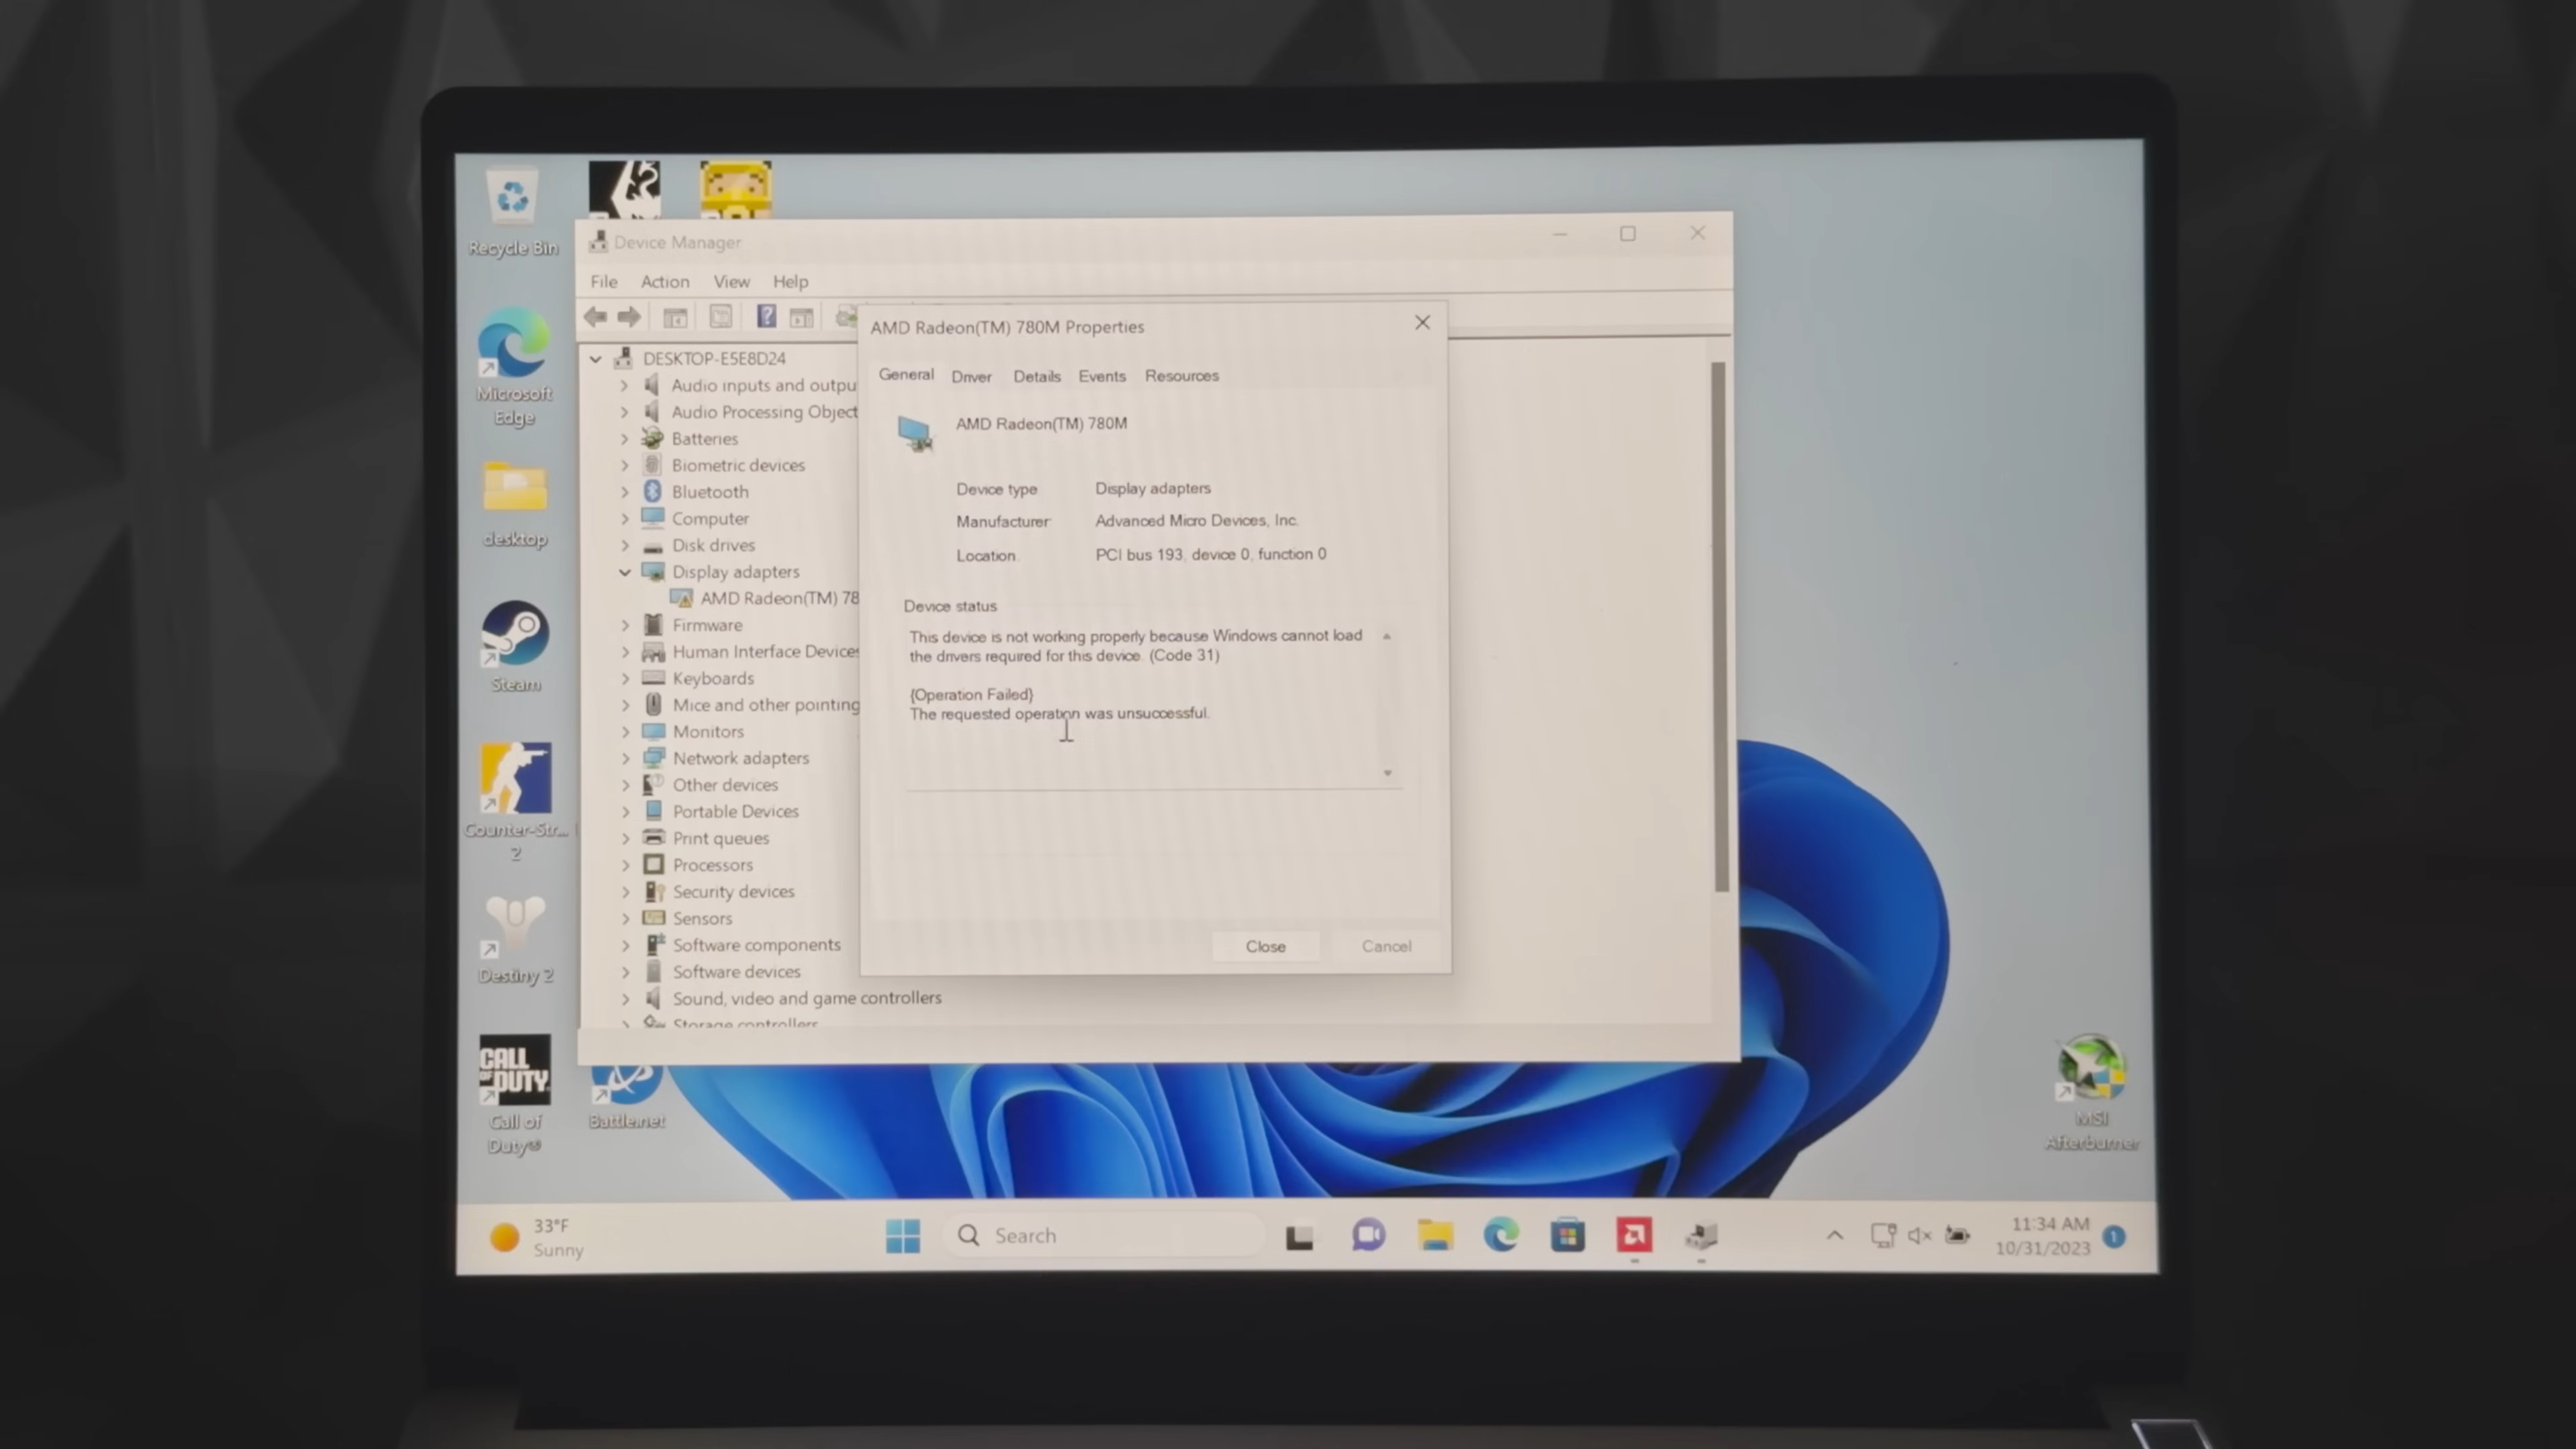 Recycle Bin
Microsoft
Edge
desktop
Steam
Counter-Str...
2
Destiny 2
CALL
OF DUTY
Call of
Duty®
Battle.net
MSI
Afterburner
Device Manager
File Action View Help
DESKTOP-E5E8D24
Audio inputs and outpu
Audio Processing Object
Batteries
Biometric devices
Bluetooth
Computer
Disk drives
Display adapters
AMD Radeon(TM) 78
Firmware
Human Interface Devices
Keyboards
Mice and other pointing
Monitors
Network adapters
Other devices
Portable Devices
Print queues
Processors
Security devices
Sensors
Software components
Software devices
Sound, video and game controllers
Storage controllers
AMD Radeon(TM) 780M Properties
General Driver Details Events Resources
AMD Radeon(TM) 780M
Device type Display adapters
Manufacturer Advanced Micro Devices, Inc.
Location PCI bus 193, device 0, function 0
Device status
This device is not working properly because Windows cannot load
the drivers required for this device. (Code 31)
{Operation Failed}
The requested operation was unsuccessful.
Close Cancel
33°F
Sunny
Search
11:34 AM
10/31/2023
1